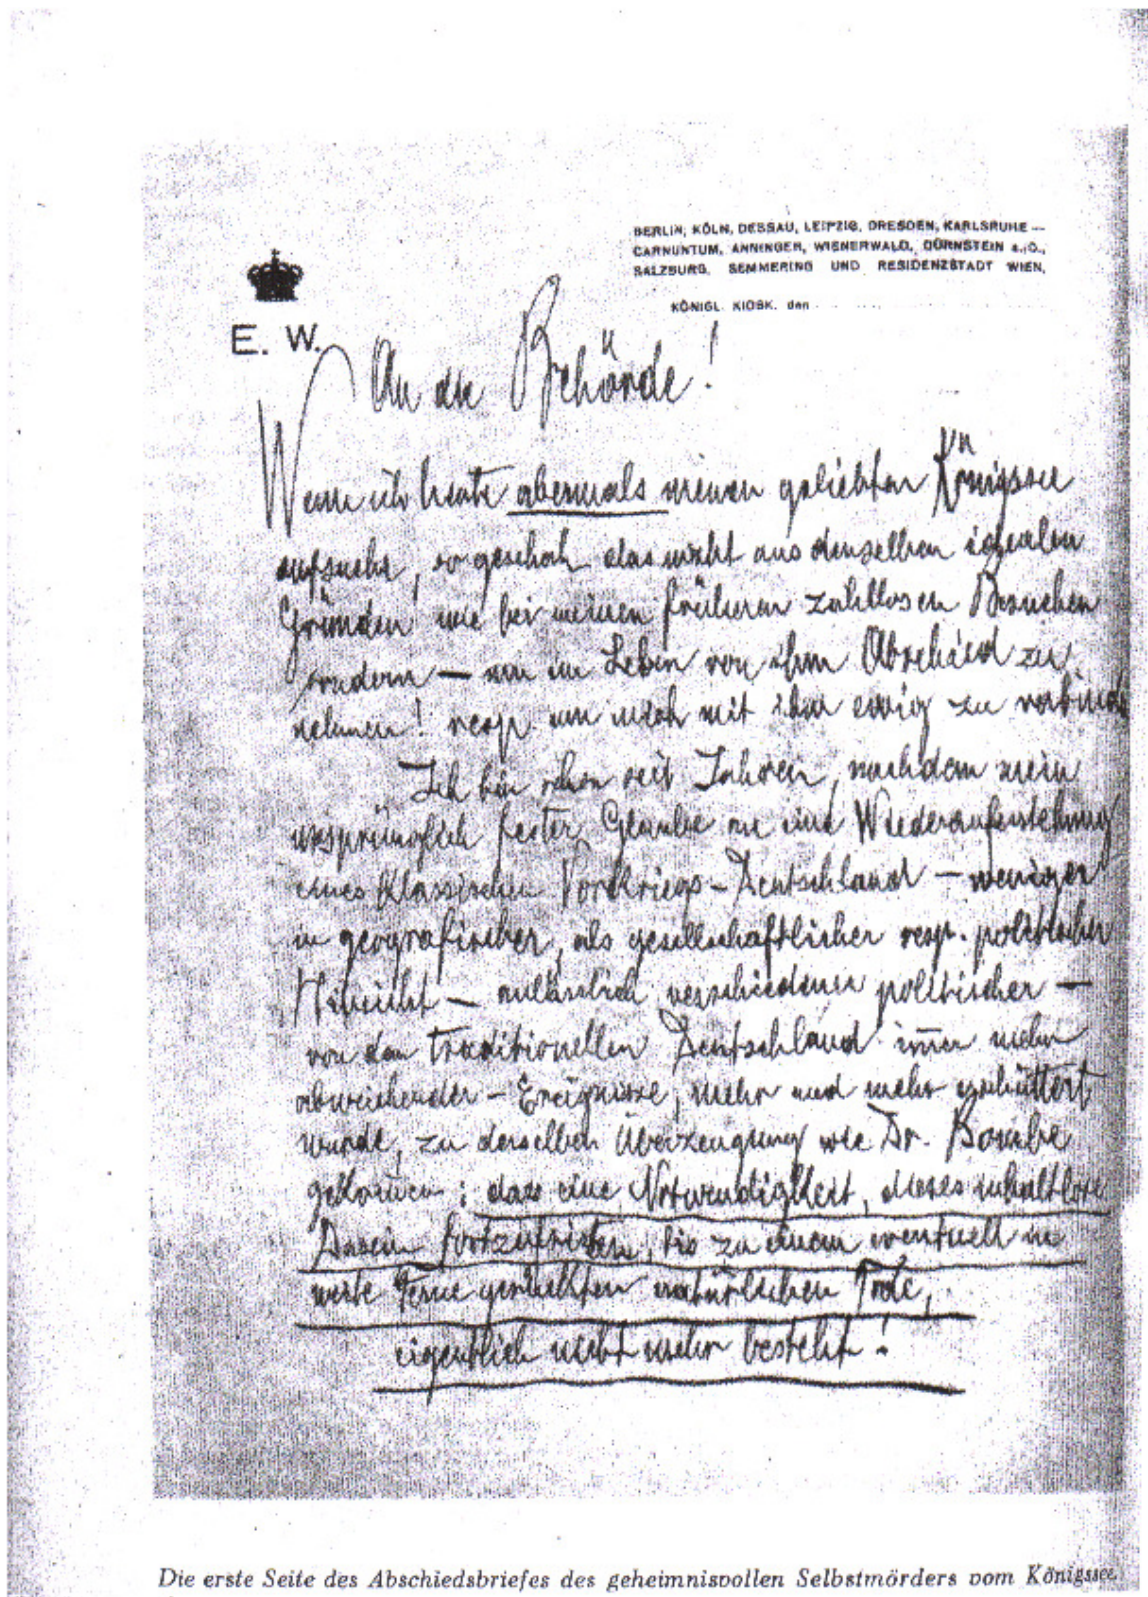 BERLIN, KÖLN, DESSAU, LEIPZIG, DRESDEN, KARLSRUHE —
CARNUNTUM, ANNINGER, WIENERWALD, DÜRNSTEIN a. D.,
SALZBURG, SEMMERING UND RESIDENZSTADT WIEN,
KÖNIGL. KIOSK, den
E. W.
An die Behörde!
Wenn ich heute abermals meinen geliebten Königssee
aufsuche, so geschah das nicht aus denselben idealen
Gründen wie bei meinen früheren zahllosen Besuchen
sondern — um im Leben von ihm Abschied zu
nehmen! resp. um mich mit ihm ewig zu verbinden
Ich bin schon seit Jahren, nachdem mein
ursprünglich fester Glaube an eine Wiederauferstehung
eines klassischen Vorkriegs-Deutschland — weniger
in geografischer, als gesellschaftlicher resp. politischer
Hinsicht — anlässlich verschiedener politischer —
von dem traditionellen Deutschland immer mehr
abweichender — Ereignisse, mehr und mehr erschüttert
wurde, zu derselben Überzeugung wie Dr.
gekommen: dass eine Notwendigkeit, dieses inhaltlose
Dasein fortzufristen, bis zu einem eventuell in
weite Ferne gerückten natürlichen Tode,
eigentlich nicht mehr besteht!
Die erste Seite des Abschiedsbriefes des geheimnisvollen Selbstmörders vom Königssee